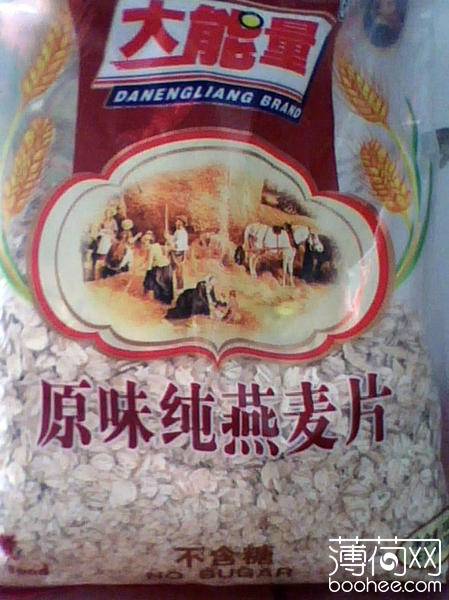 大能量
DANENGLIANG BRAND
原味纯燕麦片
不含糖
NO SUGAR
薄荷网
boohee.com